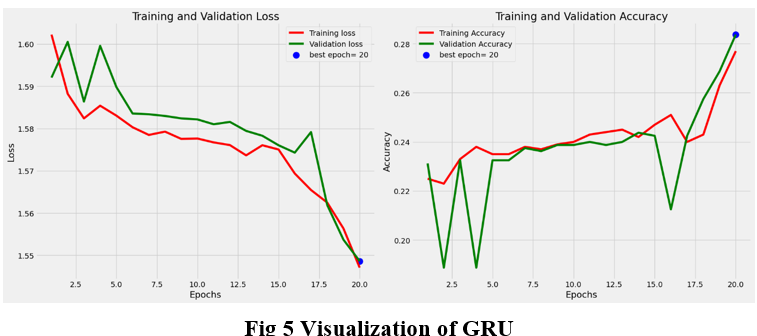 Training and Validation Loss
Training loss
Validation loss
best epoch= 20
1.60
1.59
1.58
1.57
1.56
1.55
Loss
2.5 5.0 7.5 10.0 12.5 15.0 17.5 20.0
Epochs
Training and Validation Accuracy
Training Accuracy
Validation Accuracy
best epoch= 20
0.28
0.26
0.24
0.22
0.20
Accuracy
2.5 5.0 7.5 10.0 12.5 15.0 17.5 20.0
Epochs
Fig 5 Visualization of GRU